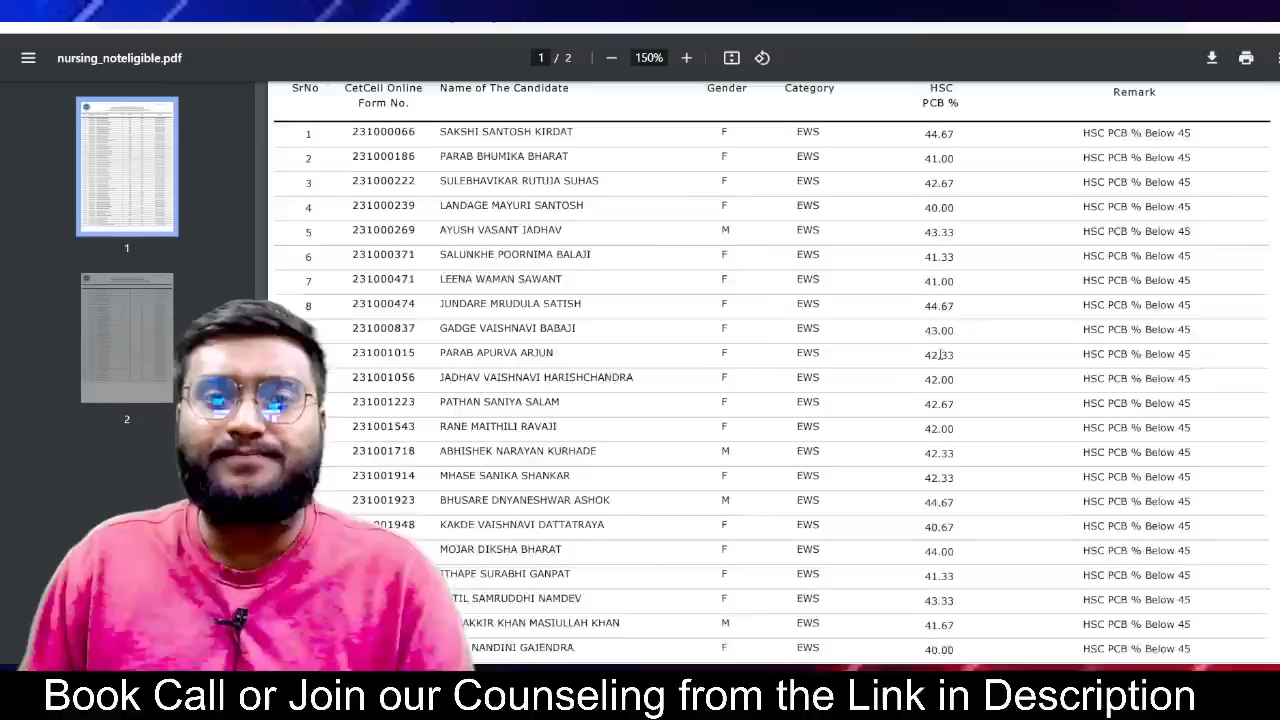 nursing_noteligible.pdf 1 / 2 150%
SrNo CetCell Online Form No. Name of The Candidate Gender Category HSC PCB % Remark
1 231000066 SAKSHI SANTOSH KIRDAT F EWS 44.67 HSC PCB % Below 45
2 231000186 PARAB BHUMIKA BHARAT F EWS 41.00 HSC PCB % Below 45
3 231000222 SULEBHAVIKAR RUTUJA SUHAS F EWS 42.67 HSC PCB % Below 45
4 231000239 LANDAGE MAYURI SANTOSH F EWS 40.00 HSC PCB % Below 45
5 231000269 AYUSH VASANT JADHAV M EWS 43.33 HSC PCB % Below 45
6 231000371 SALUNKHE POORNIMA BALAJI F EWS 41.33 HSC PCB % Below 45
7 231000471 LEENA WAMAN SAWANT F EWS 41.00 HSC PCB % Below 45
8 231000474 JUNDARE MRUDULA SATISH F EWS 44.67 HSC PCB % Below 45
231000837 GADGE VAISHNAVI BABAJI F EWS 43.00 HSC PCB % Below 45
231001015 PARAB APURVA ARJUN F EWS 42.33 HSC PCB % Below 45
231001056 JADHAV VAISHNAVI HARISHCHANDRA F EWS 42.00 HSC PCB % Below 45
231001223 PATHAN SANIYA SALAM F EWS 42.67 HSC PCB % Below 45
231001543 RANE MAITHILI RAVAJI F EWS 42.00 HSC PCB % Below 45
231001718 ABHISHEK NARAYAN KURHADE M EWS 42.33 HSC PCB % Below 45
231001914 MHASE SANIKA SHANKAR F EWS 42.33 HSC PCB % Below 45
231001923 BHUSARE DNYANESHWAR ASHOK M EWS 44.67 HSC PCB % Below 45
001948 KAKDE VAISHNAVI DATTATRAYA F EWS 40.67 HSC PCB % Below 45
MOJAR DIKSHA BHARAT F EWS 44.00 HSC PCB % Below 45
ITHAPE SURABHI GANPAT F EWS 41.33 HSC PCB % Below 45
SAMRUDDHI NAMDEV F EWS 43.33 HSC PCB % Below 45
KHAN MASIULLAH KHAN M EWS 41.67 HSC PCB % Below 45
NANDINI GAJENDRA F EWS 40.00 HSC PCB % Below 45
1
2
Book Call or Join our Counseling from the Link in Description